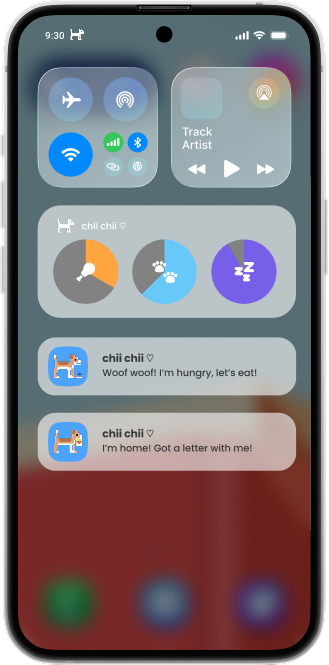 9:30
Track
Artist
chii chii ♡
zzz
chii chii ♡
Woof woof! I'm hungry, let's eat!
chii chii ♡
I'm home! Got a letter with me!